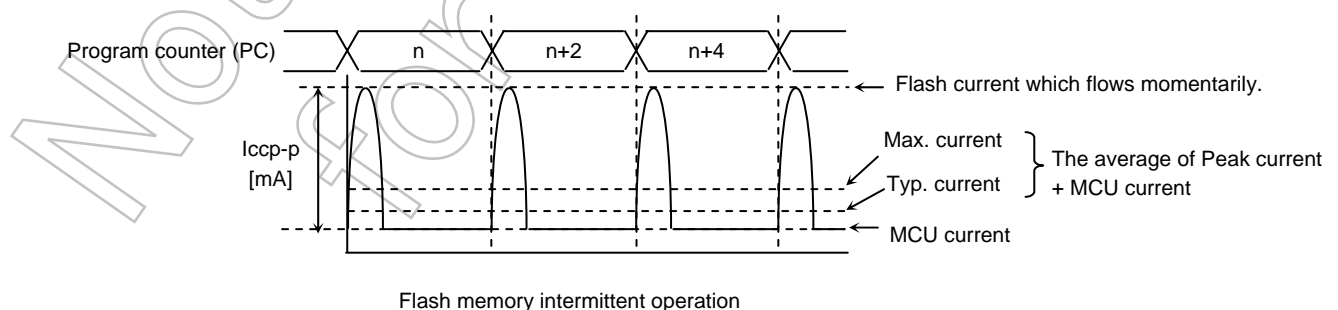 Program counter (PC)
n
n+2
n+4
Flash current which flows momentarily.
Iccp-p
[mA]
Max. current
Typ. current
The average of Peak current
+ MCU current
MCU current
Flash memory intermittent operation